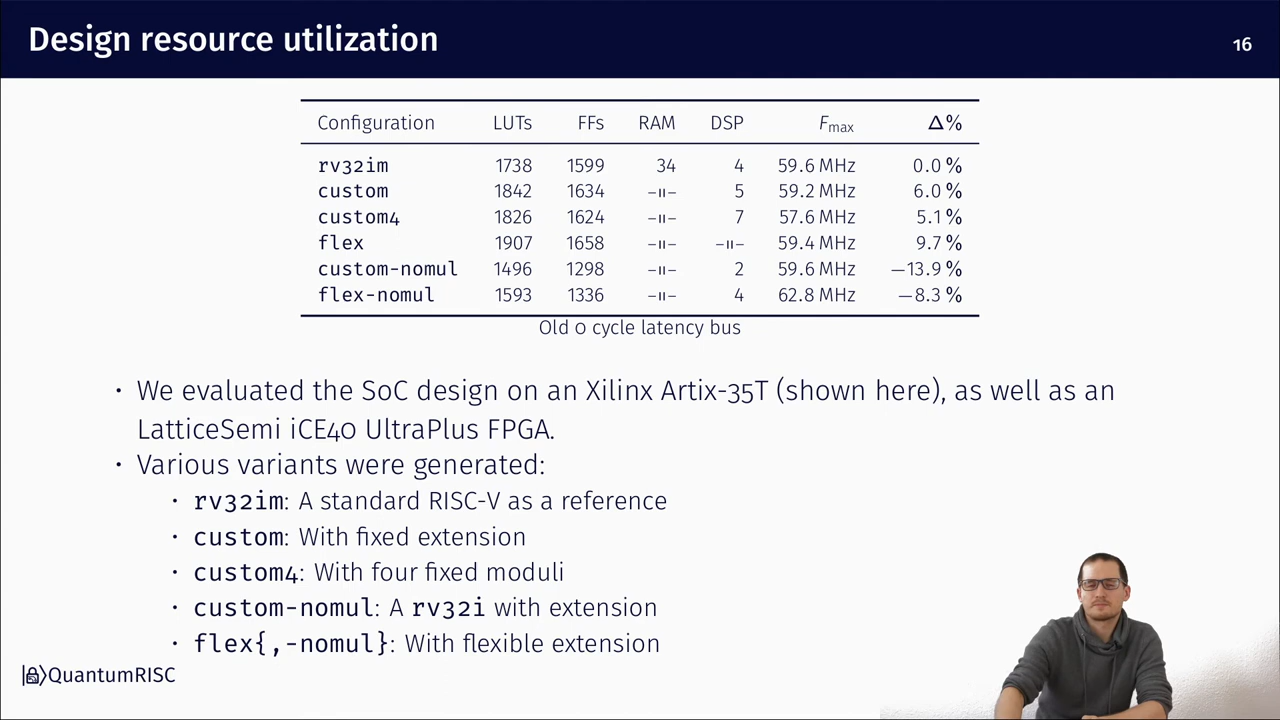 Design resource utilization
16
Configuration LUTs FFs RAM DSP Fmax Δ%
rv32im 1738 1599 34 4 59.6 MHz 0.0 %
custom 1842 1634 –"– 5 59.2 MHz 6.0 %
custom4 1826 1624 –"– 7 57.6 MHz 5.1 %
flex 1907 1658 –"– –"– 59.4 MHz 9.7 %
custom-nomul 1496 1298 –"– 2 59.6 MHz −13.9 %
flex-nomul 1593 1336 –"– 4 62.8 MHz −8.3 %
Old 0 cycle latency bus
• We evaluated the SoC design on an Xilinx Artix-35T (shown here), as well as an
LatticeSemi iCE40 UltraPlus FPGA.
• Various variants were generated:
• rv32im: A standard RISC-V as a reference
• custom: With fixed extension
• custom4: With four fixed moduli
• custom-nomul: A rv32i with extension
• flex{,-nomul}: With flexible extension
QuantumRISC